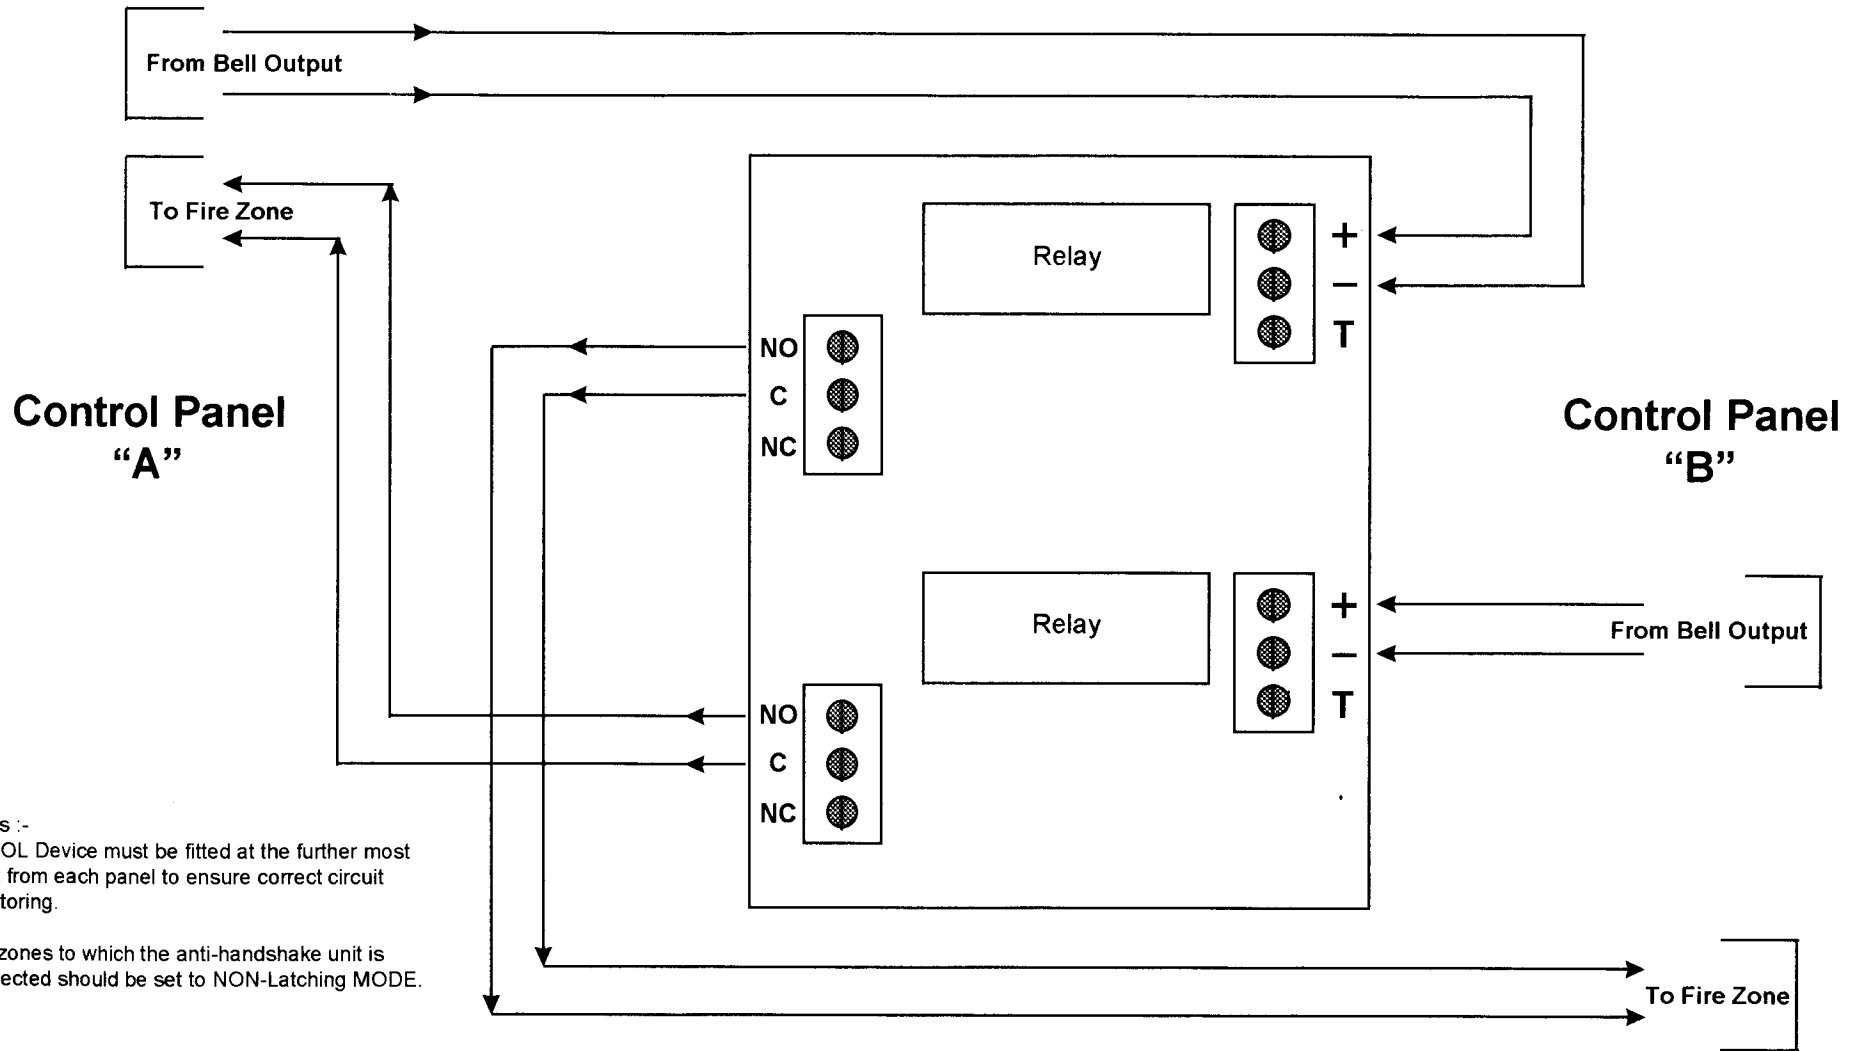 From Bell Output
To Fire Zone
Control Panel
“A”
Relay
+
–
T
NO
C
NC
Control Panel
“B”
Relay
+
–
T
From Bell Output
NO
C
NC
s :-
OL Device must be fitted at the further most
from each panel to ensure correct circuit
toring.
zones to which the anti-handshake unit is
ected should be set to NON-Latching MODE.
To Fire Zone